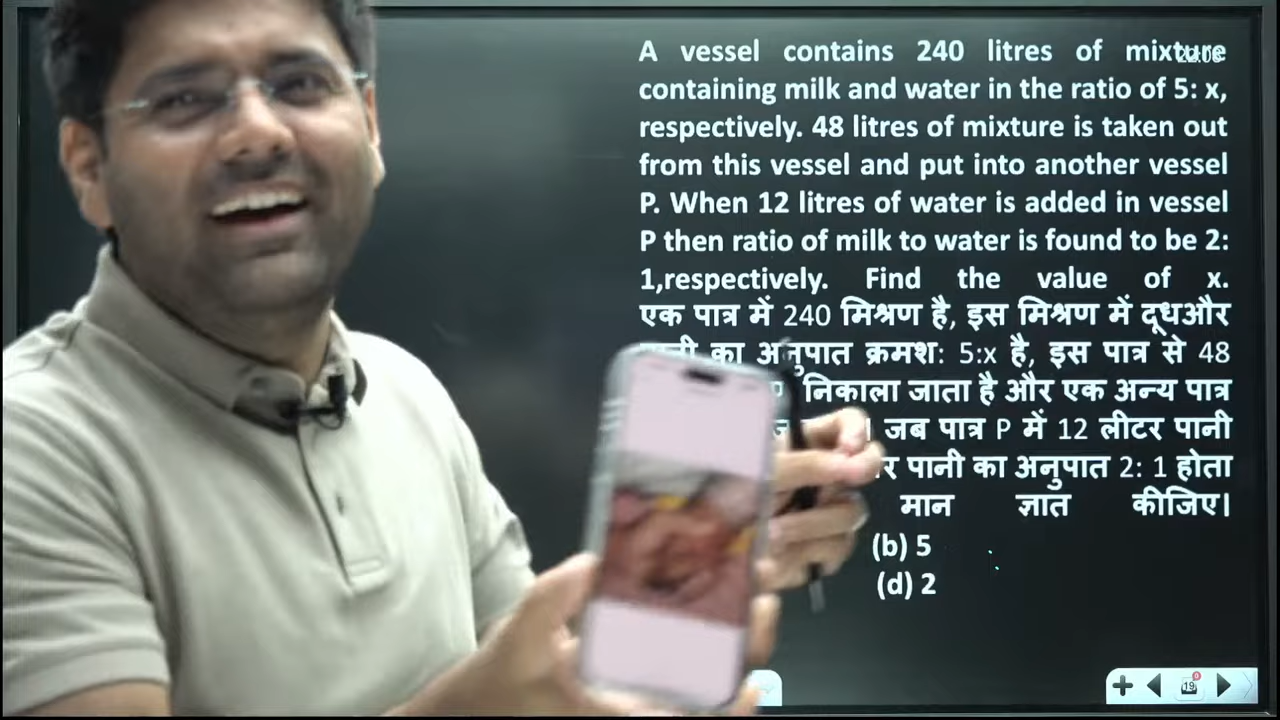 A vessel contains 240 litres of mixture
22:06
containing milk and water in the ratio of 5: x,
respectively. 48 litres of mixture is taken out
from this vessel and put into another vessel
P. When 12 litres of water is added in vessel
P then ratio of milk to water is found to be 2:
1,respectively. Find the value of x.
एक पात्र में 240 मिश्रण है, इस मिश्रण में दूधऔर
का अनुपात क्रमश: 5:x है, इस पात्र से 48
निकाला जाता है और एक अन्य पात्र
जब पात्र P में 12 लीटर पानी
पानी का अनुपात 2: 1 होता
मान ज्ञात कीजिए।
(b) 5
(d) 2
19